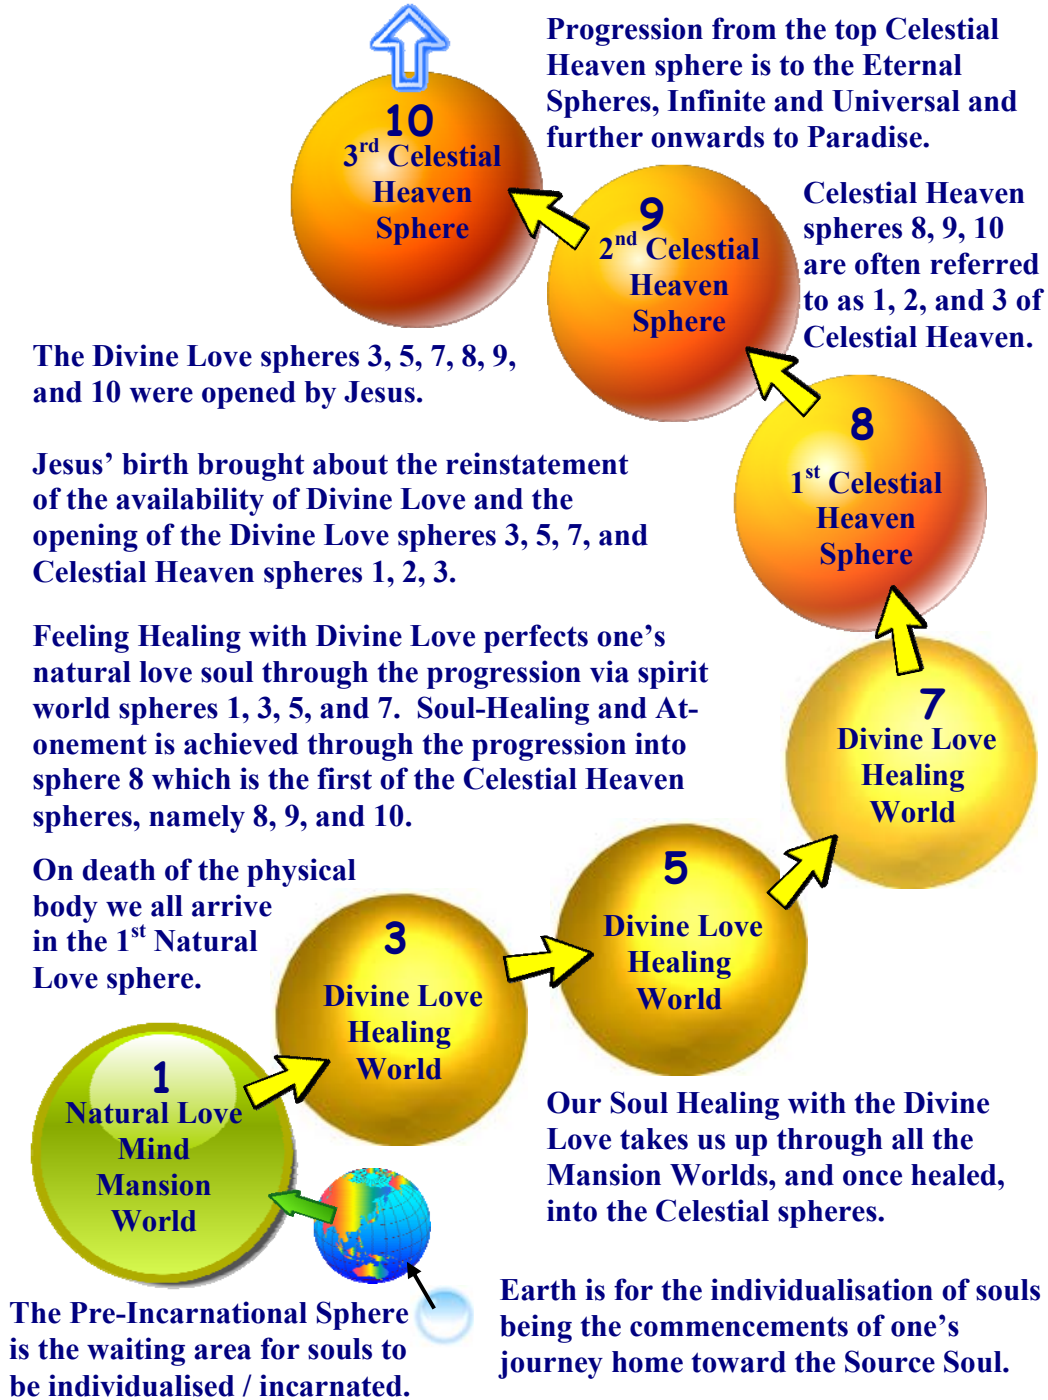 Progression from the top Celestial
Heaven sphere is to the Eternal
Spheres, Infinite and Universal and
further onwards to Paradise.
10
3rd Celestial
Heaven
Sphere
9
2nd Celestial
Heaven
Sphere
Celestial Heaven
spheres 8, 9, 10
are often referred
to as 1, 2, and 3 of
Celestial Heaven.
The Divine Love spheres 3, 5, 7, 8, 9,
and 10 were opened by Jesus.
8
1st Celestial
Heaven
Sphere
Jesus’ birth brought about the reinstatement
of the availability of Divine Love and the
opening of the Divine Love spheres 3, 5, 7, and
Celestial Heaven spheres 1, 2, 3.
Feeling Healing with Divine Love perfects one’s
natural love soul through the progression via spirit
world spheres 1, 3, 5, and 7.  Soul-Healing and At-
onement is achieved through the progression into
sphere 8 which is the first of the Celestial Heaven
spheres, namely 8, 9, and 10.
7
Divine Love
Healing
World
On death of the physical
body we all arrive
in the 1st Natural
Love sphere.
5
Divine Love
Healing
World
3
Divine Love
Healing
World
1
Natural Love
Mind
Mansion
World
Our Soul Healing with the Divine
Love takes us up through all the
Mansion Worlds, and once healed,
into the Celestial spheres.
The Pre-Incarnational Sphere
is the waiting area for souls to
be individualised / incarnated.
Earth is for the individualisation of souls
being the commencements of one’s
journey home toward the Source Soul.